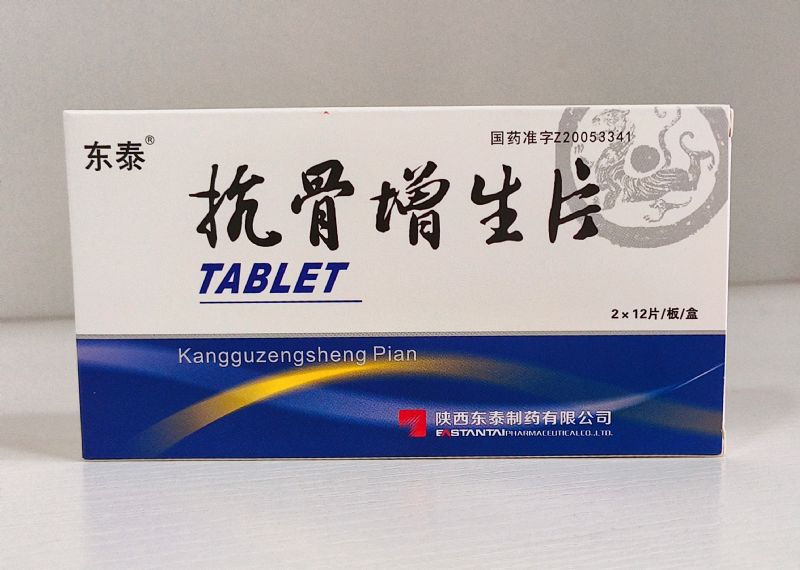 东泰®
国药准字Z20053341
抗骨增生片
TABLET
2×12片/板/盒
Kangguzengsheng Pian
陕西东泰制药有限公司
EASTANTAI PHARMACEUTICAL CO.,LTD.